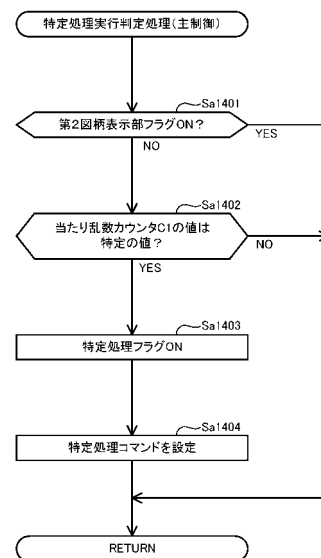 特定処理実行判定処理(主制御)
Sa1401
第2図柄表示部フラグON?
YES
NO
Sa1402
当たり乱数カウンタC1の値は
特定の値?
NO
YES
Sa1403
特定処理フラグON
Sa1404
特定処理コマンドを設定
RETURN